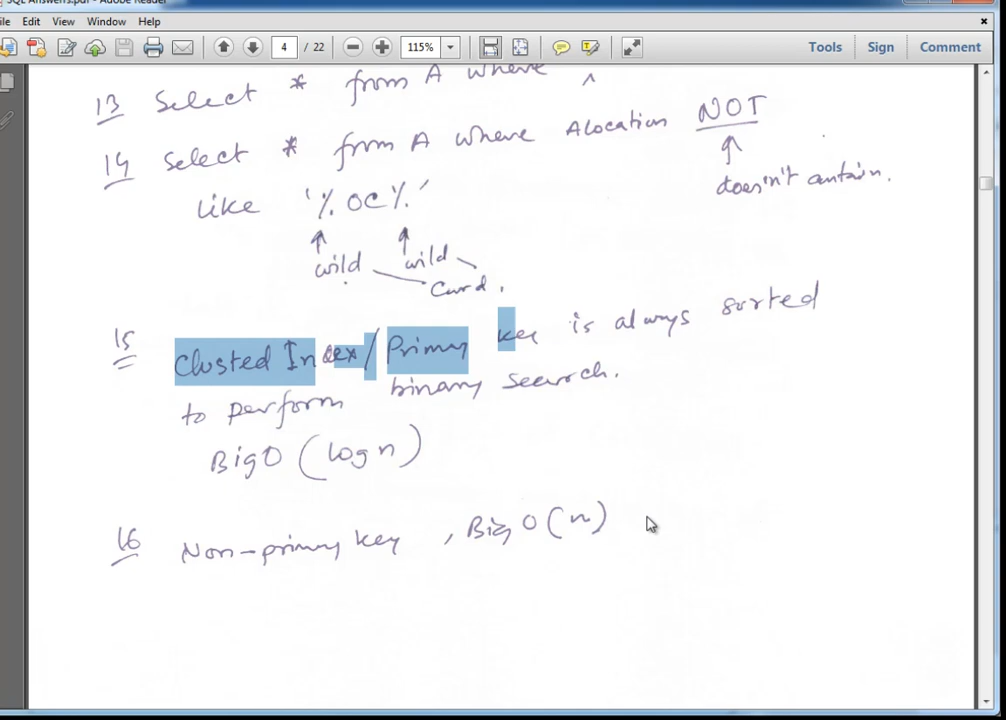 SQL Answers.pdf - Adobe Reader
File Edit View Window Help
4 / 22 115% Tools Sign Comment
13 Select * from A where
14 Select * from A where Alocation NOT
doesn't contain.
like '%OC%'
wild wild
Card.
15 Clusted Index/Primary key is always sorted
to perform binary search.
BigO (log n)
16 Non-primary key, Big O(n)